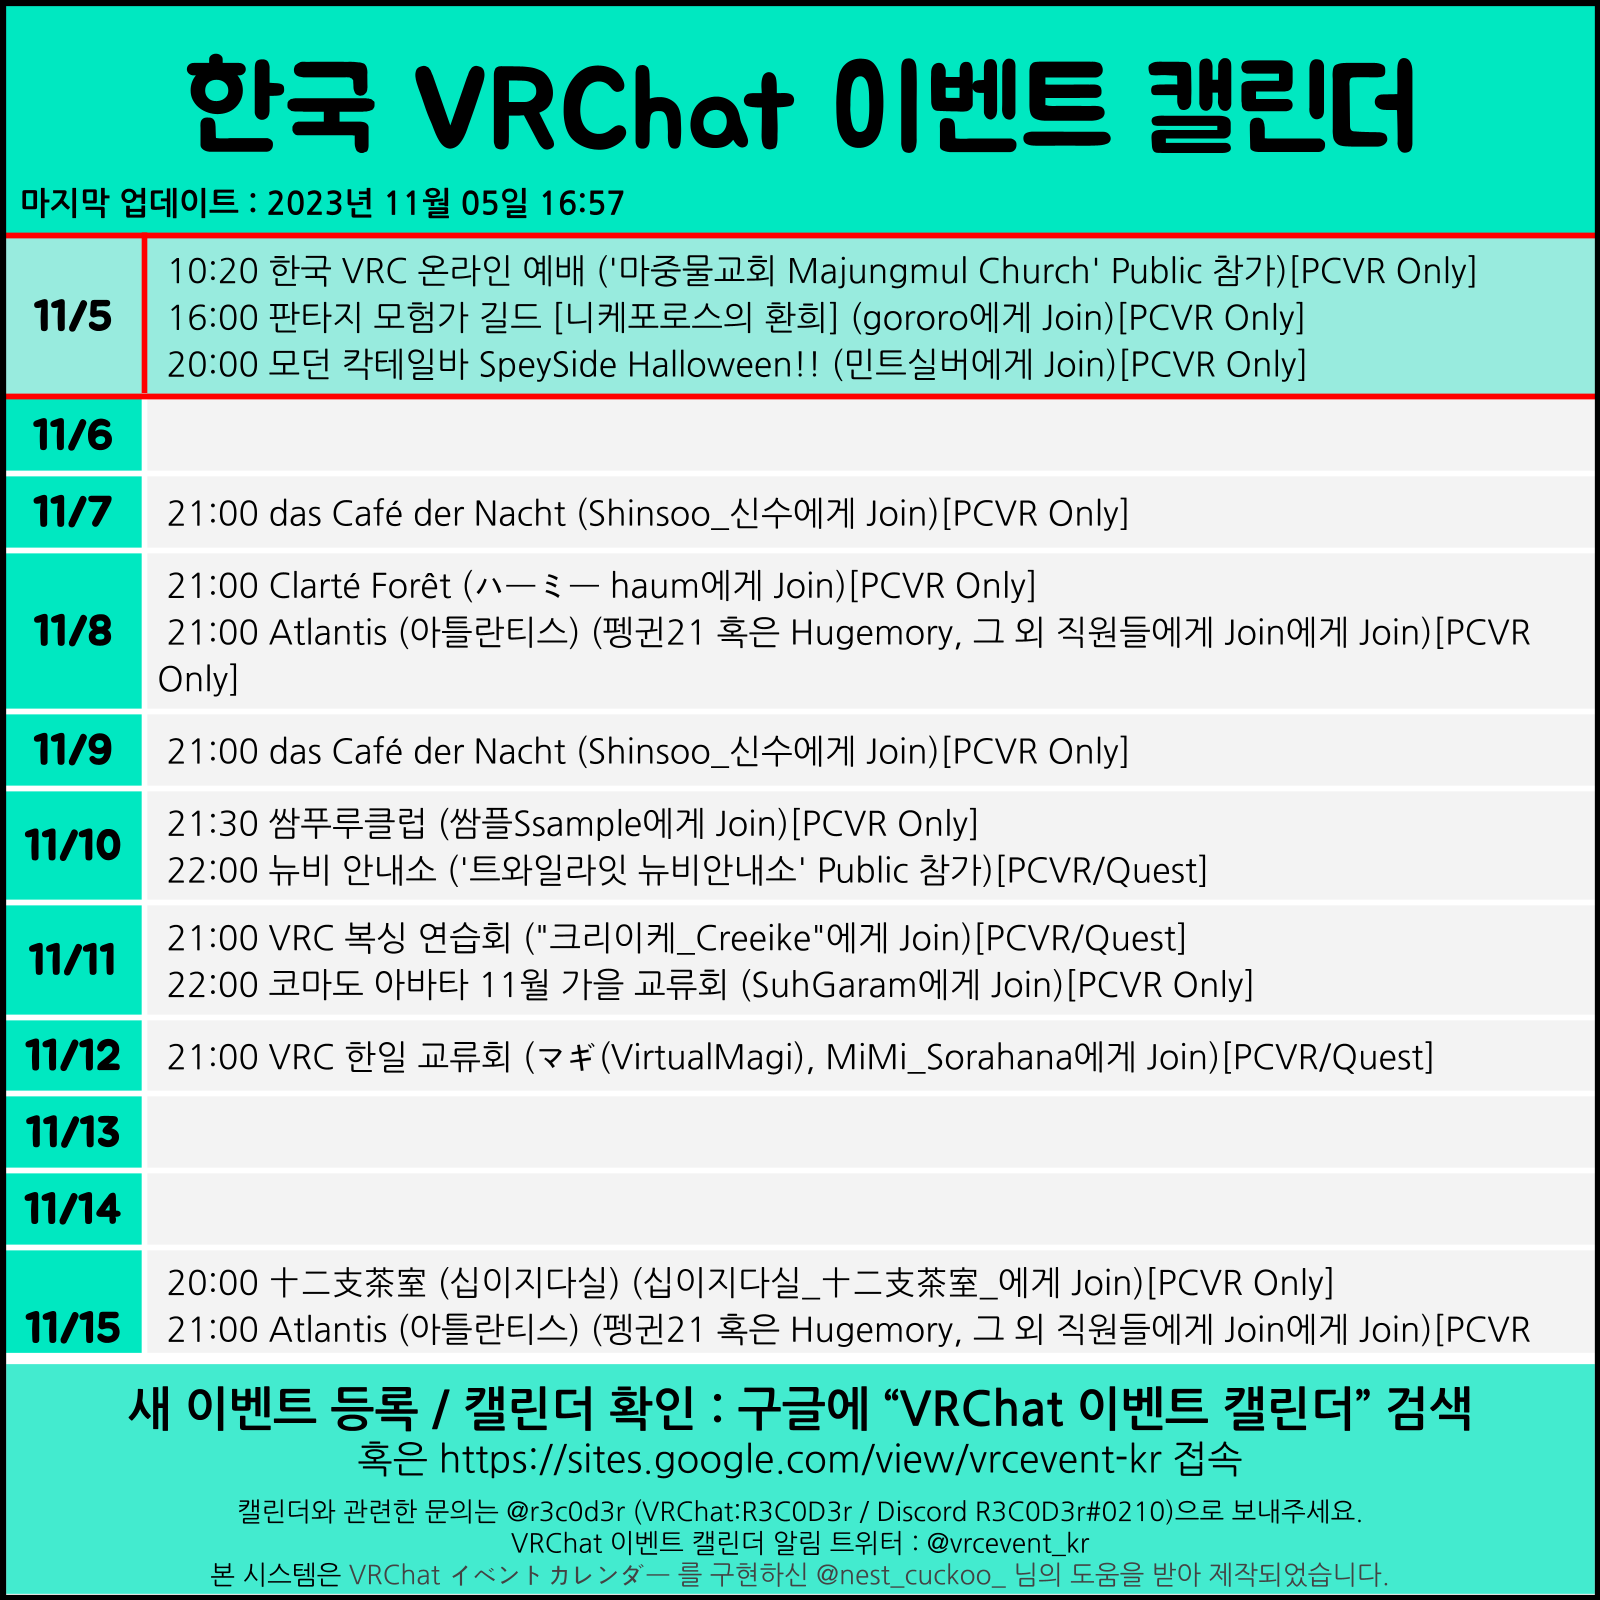 한국 VRChat 이벤트 캘린더
마지막 업데이트 : 2023년 11월 05일 16:57
11/5
10:20 한국 VRC 온라인 예배 ('마중물교회 Majungmul Church' Public 참가)[PCVR Only]
16:00 판타지 모험가 길드 [니케포로스의 환희] (gororo에게 Join)[PCVR Only]
20:00 모던 칵테일바 SpeySide Halloween!! (민트실버에게 Join)[PCVR Only]
11/6
11/7
21:00 das Café der Nacht (Shinsoo_신수에게 Join)[PCVR Only]
11/8
21:00 Clarté Forêt (ハーミー haum에게 Join)[PCVR Only]
21:00 Atlantis (아틀란티스) (펭귄21 혹은 Hugemory, 그 외 직원들에게 Join에게 Join)[PCVR
Only]
11/9
21:00 das Café der Nacht (Shinsoo_신수에게 Join)[PCVR Only]
11/10
21:30 쌈푸루클럽 (쌈플Ssample에게 Join)[PCVR Only]
22:00 뉴비 안내소 ('트와일라잇 뉴비안내소' Public 참가)[PCVR/Quest]
11/11
21:00 VRC 복싱 연습회 ("크리이케_Creeike"에게 Join)[PCVR/Quest]
22:00 코마도 아바타 11월 가을 교류회 (SuhGaram에게 Join)[PCVR Only]
11/12
21:00 VRC 한일 교류회 (マギ(VirtualMagi), MiMi_Sorahana에게 Join)[PCVR/Quest]
11/13
11/14
11/15
20:00 十二支茶室 (십이지다실) (십이지다실_十二支茶室_에게 Join)[PCVR Only]
21:00 Atlantis (아틀란티스) (펭귄21 혹은 Hugemory, 그 외 직원들에게 Join에게 Join)[PCVR
새 이벤트 등록 / 캘린더 확인 : 구글에 “VRChat 이벤트 캘린더” 검색
혹은 https://sites.google.com/view/vrcevent-kr 접속
캘린더와 관련한 문의는 @r3c0d3r (VRChat:R3C0D3r / Discord R3C0D3r#0210)으로 보내주세요.
VRChat 이벤트 캘린더 알림 트위터 : @vrcevent_kr
본 시스템은 VRChat イベントカレンダー 를 구현하신 @nest_cuckoo_ 님의 도움을 받아 제작되었습니다.